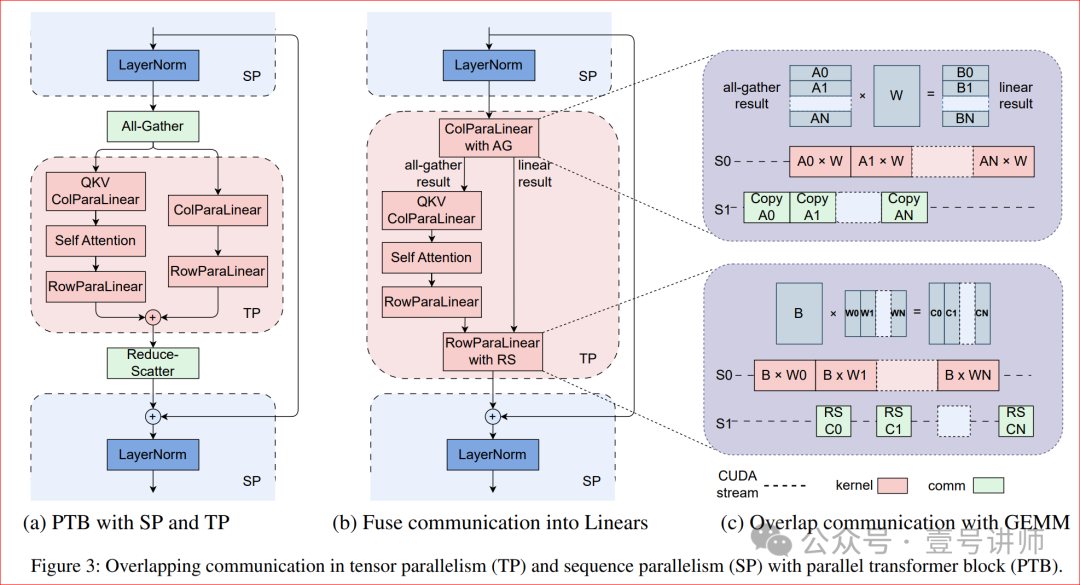 LayerNorm
SP
All-Gather
QKV
ColParaLinear
ColParaLinear
Self Attention
RowParaLinear
RowParaLinear
+
TP
Reduce-
Scatter
+
LayerNorm
SP
(a) PTB with SP and TP
LayerNorm
SP
ColParaLinear
with AG
all-gather
result
linear
result
QKV
ColParaLinear
Self Attention
RowParaLinear
RowParaLinear
with RS
TP
+
LayerNorm
SP
(b) Fuse communication into Linears
all-gather
result
A0
A1
AN
×
W
=
B0
B1
BN
linear
result
S0
A0 × W
A1 × W
AN × W
S1
Copy
A0
Copy
A1
Copy
AN
B
×
W0
W1
WN
=
C0
C1
CN
S0
B × W0
B x W1
B x WN
S1
RS
C0
RS
C1
RS
CN
CUDA
stream
kernel
comm
(c) Overlap communication with GEMM
公众号 · 壹号讲师
Figure 3: Overlapping communication in tensor parallelism (TP) and sequence parallelism (SP) with parallel transformer block (PTB).